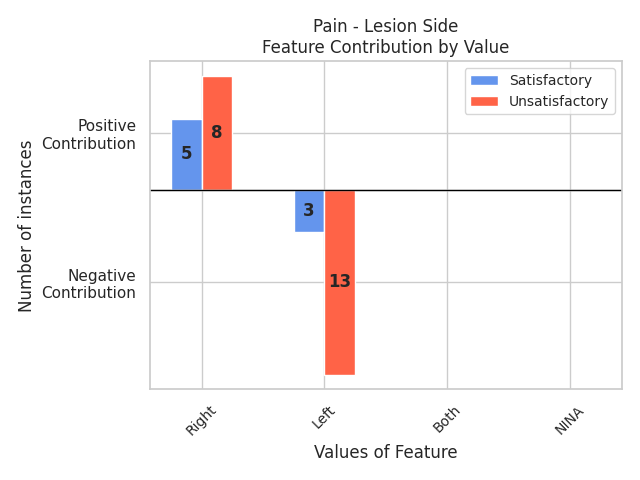 Pain - Lesion Side
Feature Contribution by Value
Satisfactory
Unsatisfactory
Positive
Contribution
Negative
Contribution
Number of instances
5
8
3
13
Right
Left
Both
NINA
Values of Feature